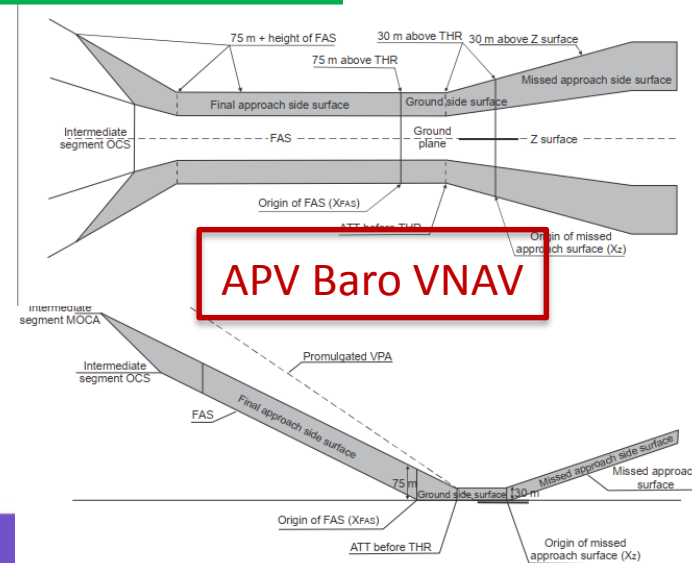 75 m + height of FAS
30 m above THR
30 m above Z surface
75 m above THR
Missed approach side surface
Final approach side surface
Ground side surface
Intermediate
segment OCS
FAS
Ground
plane
Z surface
Origin of FAS (XFAS)
ATT before THR
Origin of missed
approach surface (Xz)
APV Baro VNAV
Intermediate
segment MOCA
Promulgated VPA
Intermediate
segment OCS
FAS
Final approach side surface
75 m
Ground side surface
30 m
Missed approach side surface
Missed approac
surface
Origin of FAS (XFAS)
ATT before THR
Origin of missed
approach surface (Xz)